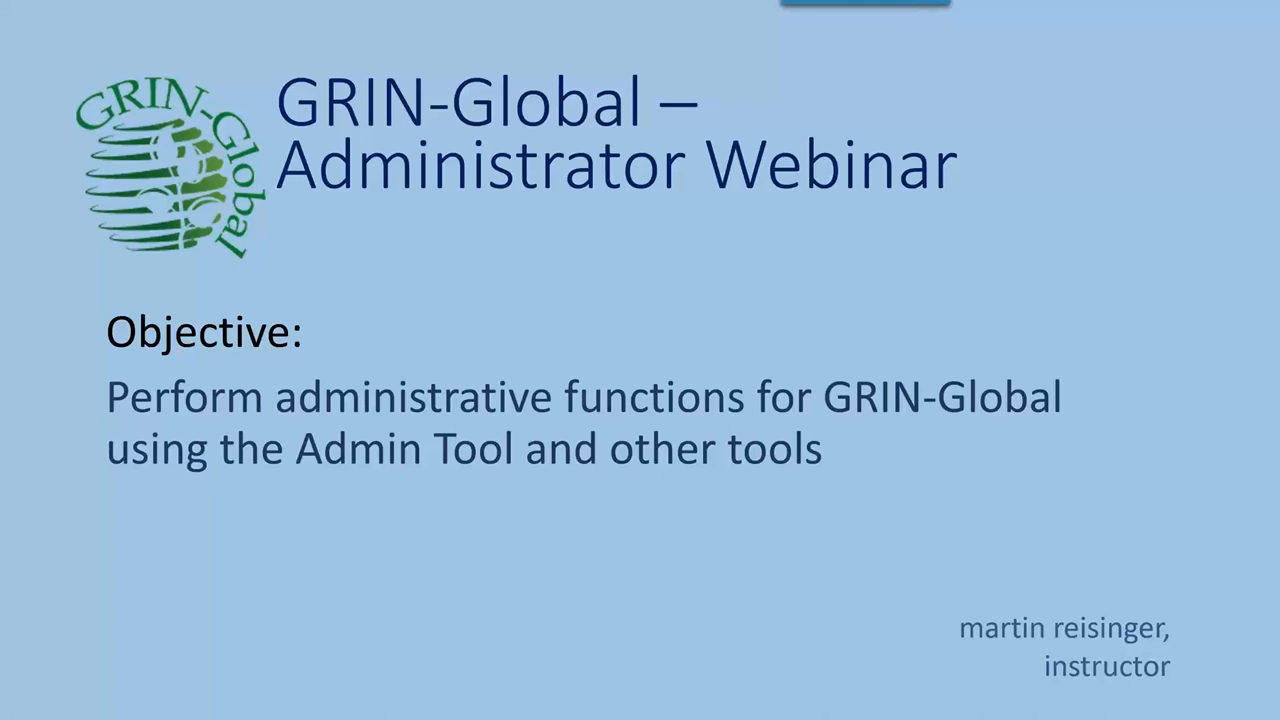 GRIN-Global
GRIN-Global –
Administrator Webinar
Objective:
Perform administrative functions for GRIN-Global
using the Admin Tool and other tools
martin reisinger,
instructor